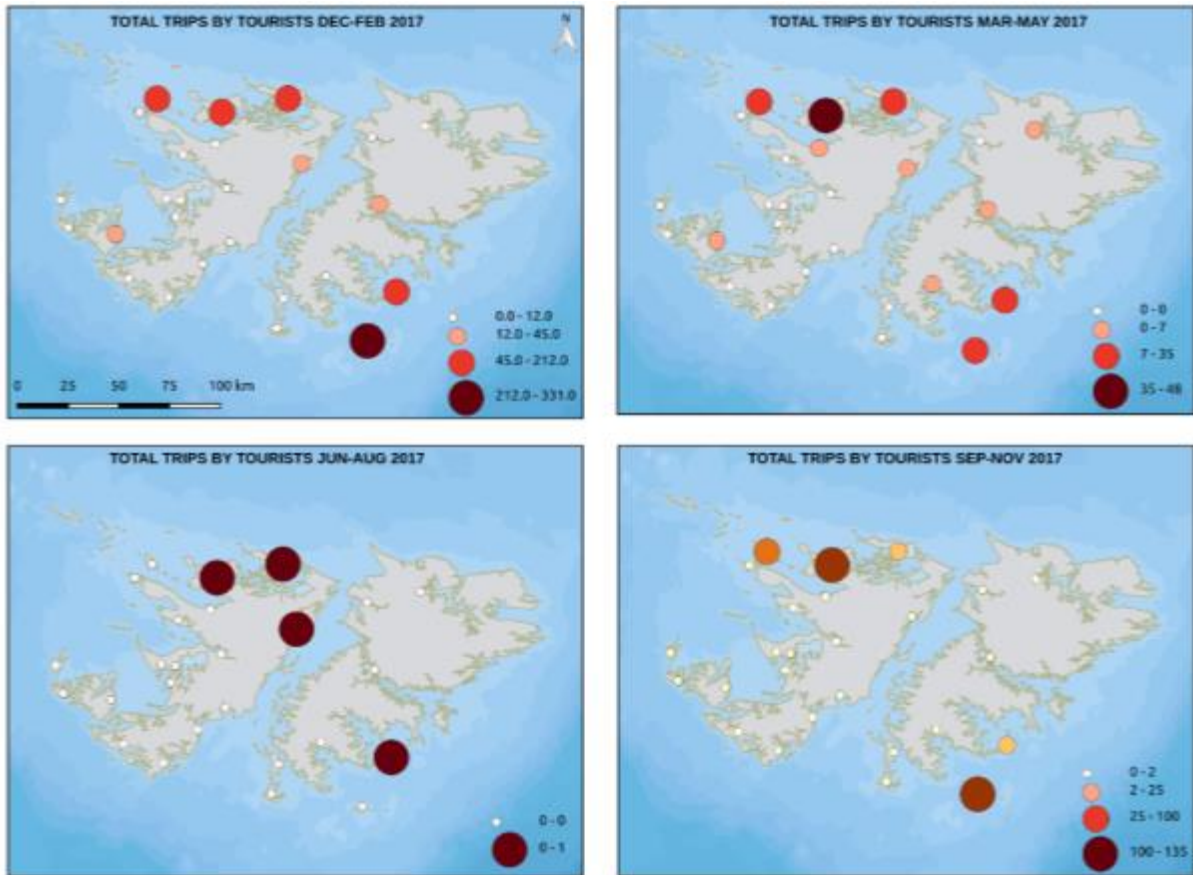 TOTAL TRIPS BY TOURISTS DEC-FEB 2017
N
0.0 - 12.0
12.0 - 45.0
45.0 - 212.0
212.0 - 331.0
0 25 50 75 100 km
TOTAL TRIPS BY TOURISTS MAR-MAY 2017
0 - 0
0 - 7
7 - 35
35 - 48
TOTAL TRIPS BY TOURISTS JUN-AUG 2017
0 - 0
0 - 1
TOTAL TRIPS BY TOURISTS SEP-NOV 2017
0 - 2
2 - 25
25 - 100
100 - 135